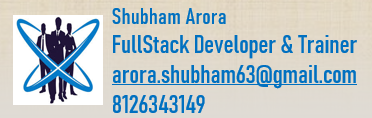 Shubham Arora
FullStack Developer & Trainer
arora.shubham63@gmail.com
8126343149